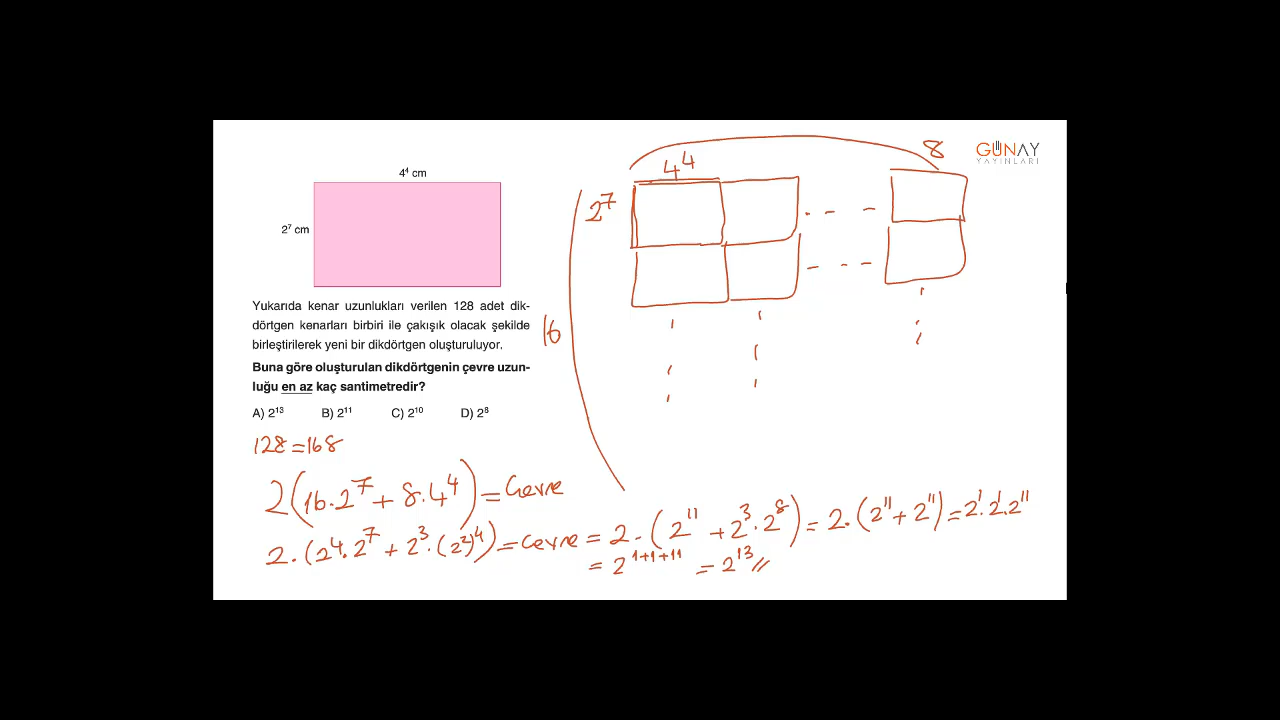 GÜNAY
YAYINLARI
4⁴ cm
2⁷ cm
Yukarıda kenar uzunlukları verilen 128 adet dik-
dörtgen kenarları birbiri ile çakışık olacak şekilde
birleştirilerek yeni bir dikdörtgen oluşturuluyor.
Buna göre oluşturulan dikdörtgenin çevre uzun-
luğu en az kaç santimetredir?
A) 2¹³ B) 2¹¹ C) 2¹⁰ D) 2⁸
8
4⁴
2⁷
16
128=16 8
2(16.2⁷+8.4⁴)=Çevre
2.(2⁴.2⁷+2³.(2²)⁴)=Çevre=2.(2¹¹+2³.2⁸)=2.(2¹¹+2¹¹)=2¹.2¹.2¹¹
=2¹⁺¹⁺¹¹ =2¹³//